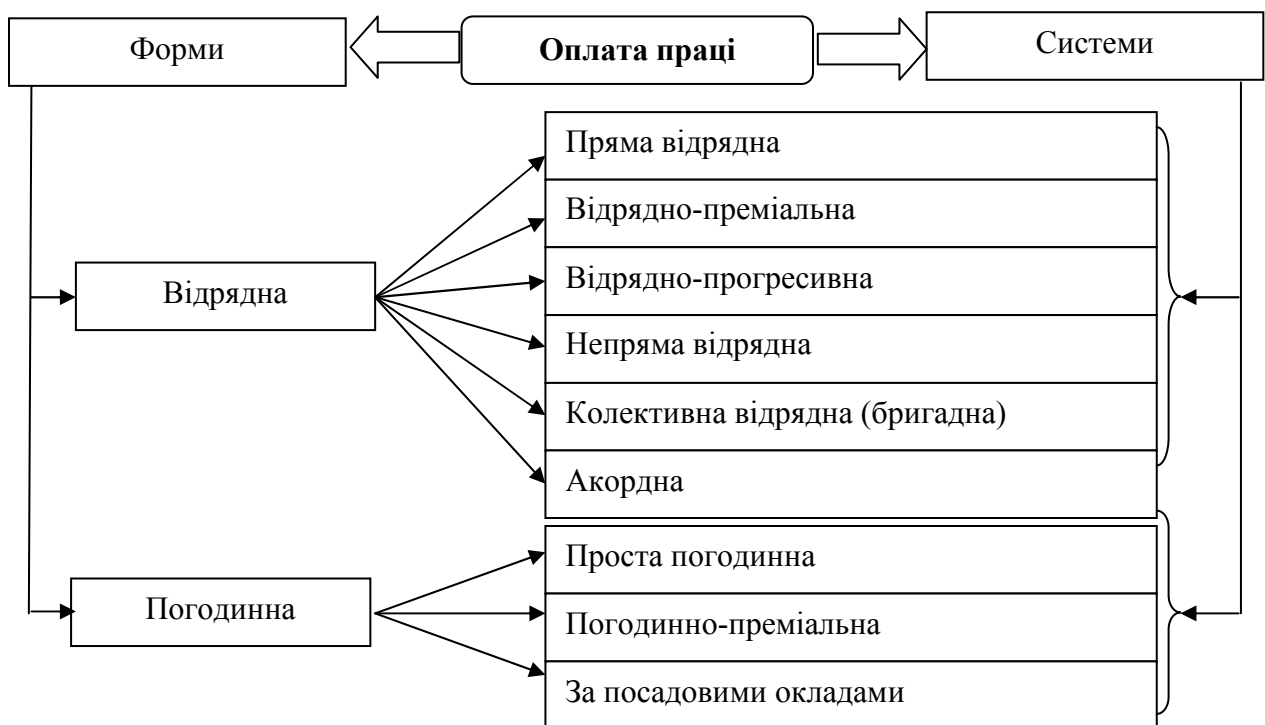 Форми
Оплата праці
Системи
Пряма відрядна
Відрядно-преміальна
Відрядно-прогресивна
Відрядна
Непряма відрядна
Колективна відрядна (бригадна)
Акордна
Проста погодинна
Погодинна
Погодинно-преміальна
За посадовими окладами